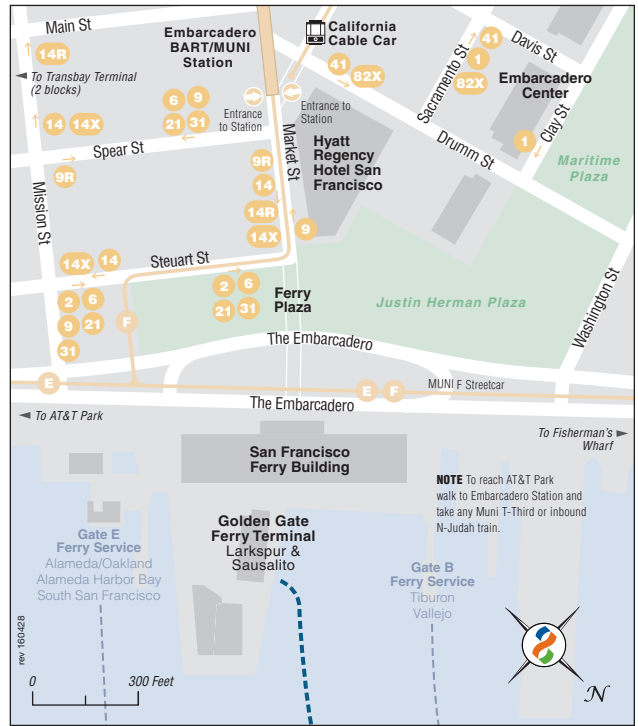 Main St
14R
To Transbay Terminal
(2 blocks)
Embarcadero
BART/MUNI
Station
California
Cable Car
41
82X
Sacramento St
41
1
82X
Davis St
Embarcadero
Center
Clay St
1
Drumm St
Maritime
Plaza
14
14X
6
9
21
31
Entrance
to Station
Entrance to
Station
Spear St
9R
Mission St
Market St
Hyatt
Regency
Hotel San
Francisco
9R
14
14R
14X
9
14X
14
Steuart St
2
6
9
21
31
F
2
6
21
31
Ferry
Plaza
Justin Herman Plaza
Washington St
The Embarcadero
E
E
F
MUNI F Streetcar
The Embarcadero
To AT&T Park
To Fisherman's
Wharf
San Francisco
Ferry Building
NOTE To reach AT&T Park
walk to Embarcadero Station and
take any Muni T-Third or inbound
N-Judah train.
Golden Gate
Ferry Terminal
Larkspur &
Sausalito
Gate E
Ferry Service
Alameda/Oakland
Alameda Harbor Bay
South San Francisco
Gate B
Ferry Service
Tiburon
Vallejo
rev 160428
0
300 Feet
N